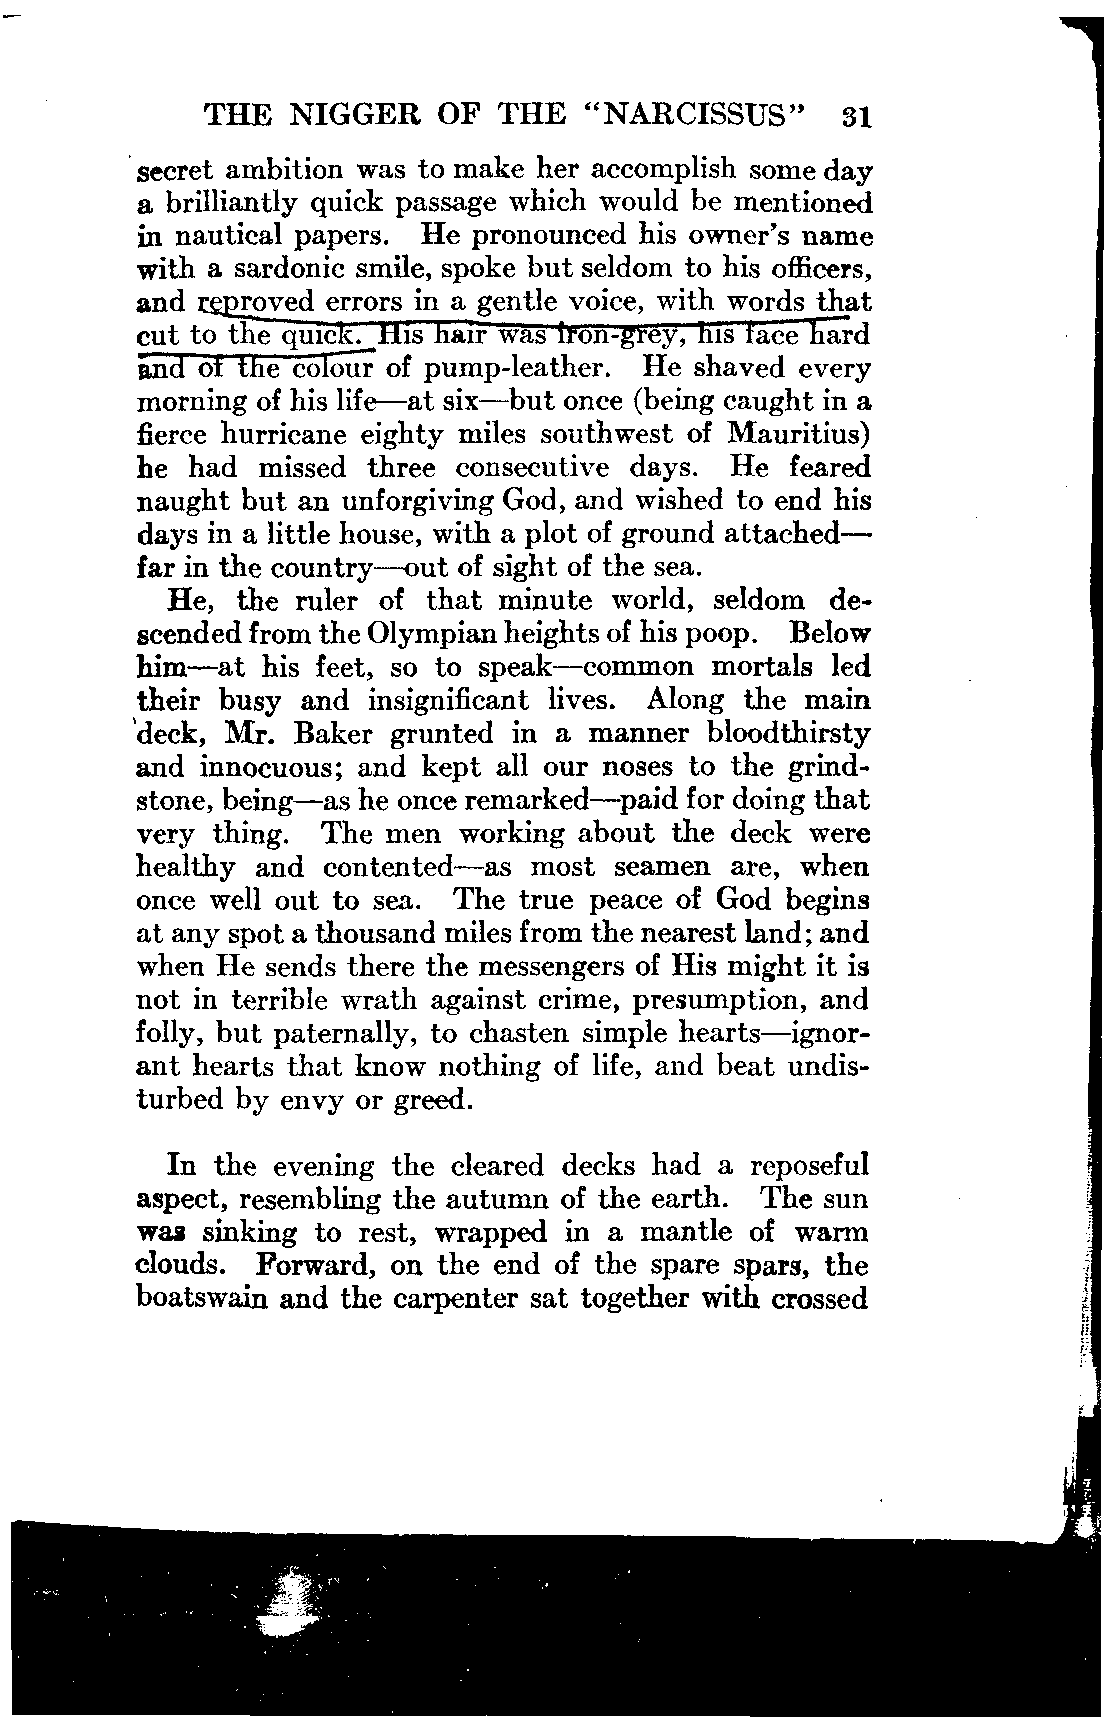 THE NIGGER OF THE "NARCISSUS" 31
secret ambition was to make her accomplish some day
a brilliantly quick passage which would be mentioned
in nautical papers. He pronounced his owner's name
with a sardonic smile, spoke but seldom to his officers,
and reproved errors in a gentle voice, with words that
cut to the quick. His hair was iron-grey, his face hard
and of the colour of pump-leather. He shaved every
morning of his life—at six—but once (being caught in a
fierce hurricane eighty miles southwest of Mauritius)
he had missed three consecutive days. He feared
naught but an unforgiving God, and wished to end his
days in a little house, with a plot of ground attached—
far in the country—out of sight of the sea.
He, the ruler of that minute world, seldom de-
scended from the Olympian heights of his poop. Below
him—at his feet, so to speak—common mortals led
their busy and insignificant lives. Along the main
deck, Mr. Baker grunted in a manner bloodthirsty
and innocuous; and kept all our noses to the grind-
stone, being—as he once remarked—paid for doing that
very thing. The men working about the deck were
healthy and contented—as most seamen are, when
once well out to sea. The true peace of God begins
at any spot a thousand miles from the nearest land; and
when He sends there the messengers of His might it is
not in terrible wrath against crime, presumption, and
folly, but paternally, to chasten simple hearts—ignor-
ant hearts that know nothing of life, and beat undis-
turbed by envy or greed.
In the evening the cleared decks had a reposeful
aspect, resembling the autumn of the earth. The sun
was sinking to rest, wrapped in a mantle of warm
clouds. Forward, on the end of the spare spars, the
boatswain and the carpenter sat together with crossed